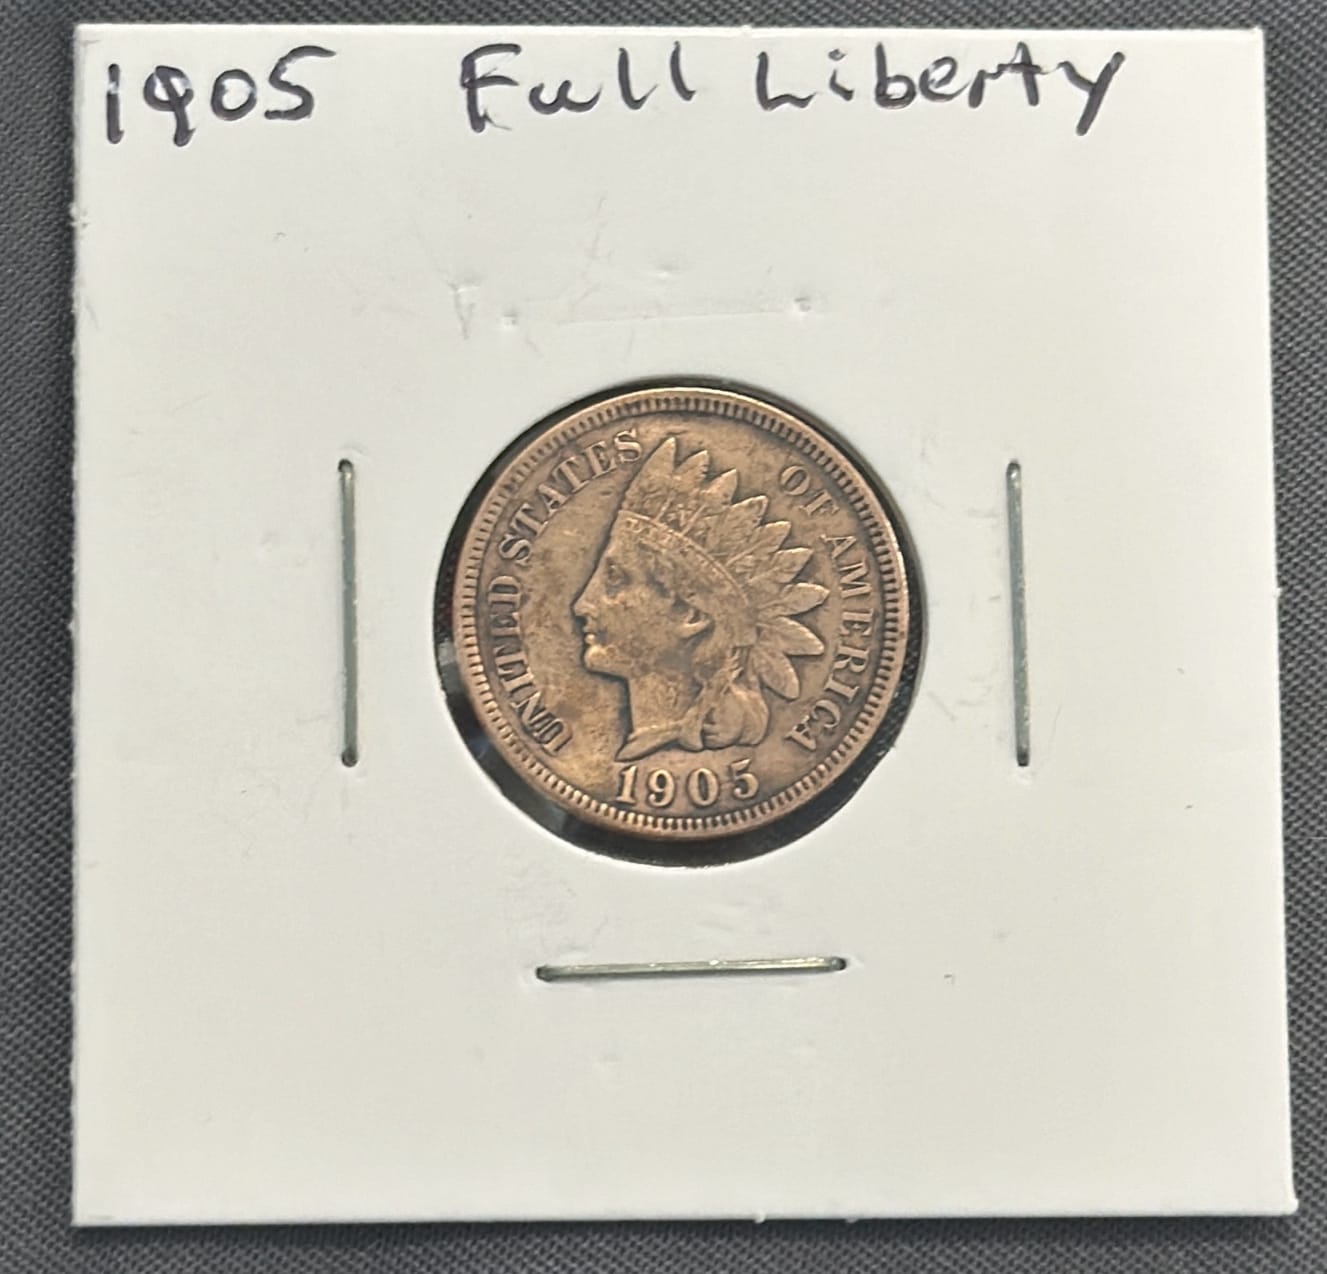 1905 Full Liberty
UNITED STATES OF AMERICA
1905